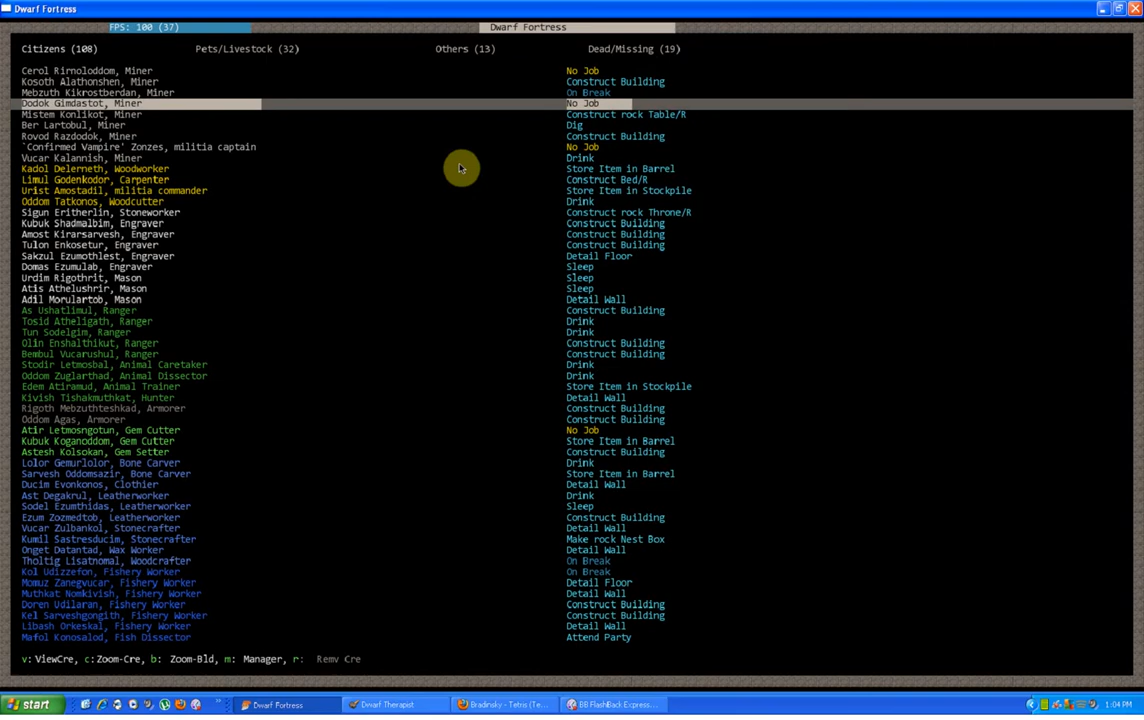 Dwarf Fortress
FPS: 100 (37) Dwarf Fortress
Citizens (108) Pets/Livestock (32) Others (13) Dead/Missing (19)
Cerol Rirnoloddom, Miner No Job
Kosoth Alathonshen, Miner Construct Building
Mebzuth Kikrostberdan, Miner On Break
Dodok Gimdastot, Miner No Job
Mistem Konlikot, Miner Construct rock Table/R
Ber Lartobul, Miner Dig
Rovod Razdodok, Miner Construct Building
`Confirmed Vampire' Zonzes, militia captain No Job
Vucar Kalannish, Miner Drink
Kadol Delerneth, Woodworker Store Item in Barrel
Limul Godenkodor, Carpenter Construct Bed/R
Urist Amostadil, militia commander Store Item in Stockpile
Oddom Tatkonos, Woodcutter Drink
Sigun Eritherlin, Stoneworker Construct rock Throne/R
Kubuk Shadmalbim, Engraver Construct Building
Amost Kirarsarvesh, Engraver Construct Building
Tulon Enkosetur, Engraver Construct Building
Sakzul Ezumothlest, Engraver Detail Floor
Domas Ezumulab, Engraver Sleep
Urdim Rigothrit, Mason Sleep
Atis Athelushrir, Mason Sleep
Adil Morulartob, Mason Detail Wall
As Ushatlimul, Ranger Construct Building
Tosid Atheligath, Ranger Drink
Tun Sodelgim, Ranger Drink
Olin Enshalthikut, Ranger Construct Building
Bembul Vucarushul, Ranger Construct Building
Stodir Letmosbal, Animal Caretaker Drink
Oddom Zuglarthad, Animal Dissector Drink
Edem Atiramud, Animal Trainer Store Item in Stockpile
Kivish Tishakmuthkat, Hunter Detail Wall
Rigoth Mebzuthteshkad, Armorer Construct Building
Oddom Agas, Armorer Construct Building
Atir Letmosngotun, Gem Cutter No Job
Kubuk Koganoddom, Gem Cutter Store Item in Barrel
Astesh Kolsokan, Gem Setter Construct Building
Lolor Gemurlolor, Bone Carver Drink
Sarvesh Oddomsazir, Bone Carver Store Item in Barrel
Ducim Evonkonos, Clothier Detail Wall
Ast Degakrul, Leatherworker Drink
Sodel Ezumthidas, Leatherworker Sleep
Ezum Zozmedtob, Leatherworker Construct Building
Vucar Zulbankol, Stonecrafter Detail Wall
Kumil Sastresducim, Stonecrafter Make rock Nest Box
Onget Datantad, Wax Worker Detail Wall
Tholtig Lisatnomal, Woodcrafter On Break
Kol Udizzefon, Fishery Worker On Break
Momuz Zanegvucar, Fishery Worker Detail Floor
Muthkat Nomkivish, Fishery Worker Detail Wall
Doren Udilaran, Fishery Worker Construct Building
Kel Sarveshgongith, Fishery Worker Construct Building
Libash Orkeskal, Fishery Worker Detail Wall
Mafol Konosalod, Fish Dissector Attend Party
v:ViewCre, c:Zoom-Cre, b: Zoom-Bld, m: Manager, r: Remv Cre
start Dwarf Fortress Dwarf Therapist Bradinsky - Tetris (Te... BB FlashBack Express... 1:04 PM